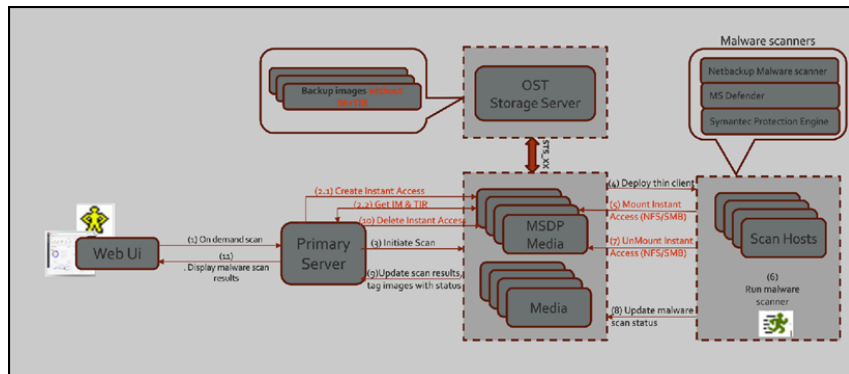 Malware scanners
Netbackup Malware scanner
MS Defender
Symantec Protection Engine
Backup images without
IM/TIR
OST
Storage Server
STS_XX
(2.1) Create Instant Access
(2.2) Get IM & TIR
(10) Delete Instant Access
(4) Deploy thin client
(5) Mount Instant
Access (NFS/SMB)
(1) On demand scan
Web Ui
(11)
. Display malware scan
results
Primary
Server
(3) Initiate Scan
MSDP
Media
(7) UnMount Instant
Access (NFS/SMB)
Scan Hosts
(9)Update scan results,
tag images with status
Media
(6)
Run malware
scanner
(8) Update malware
scan status